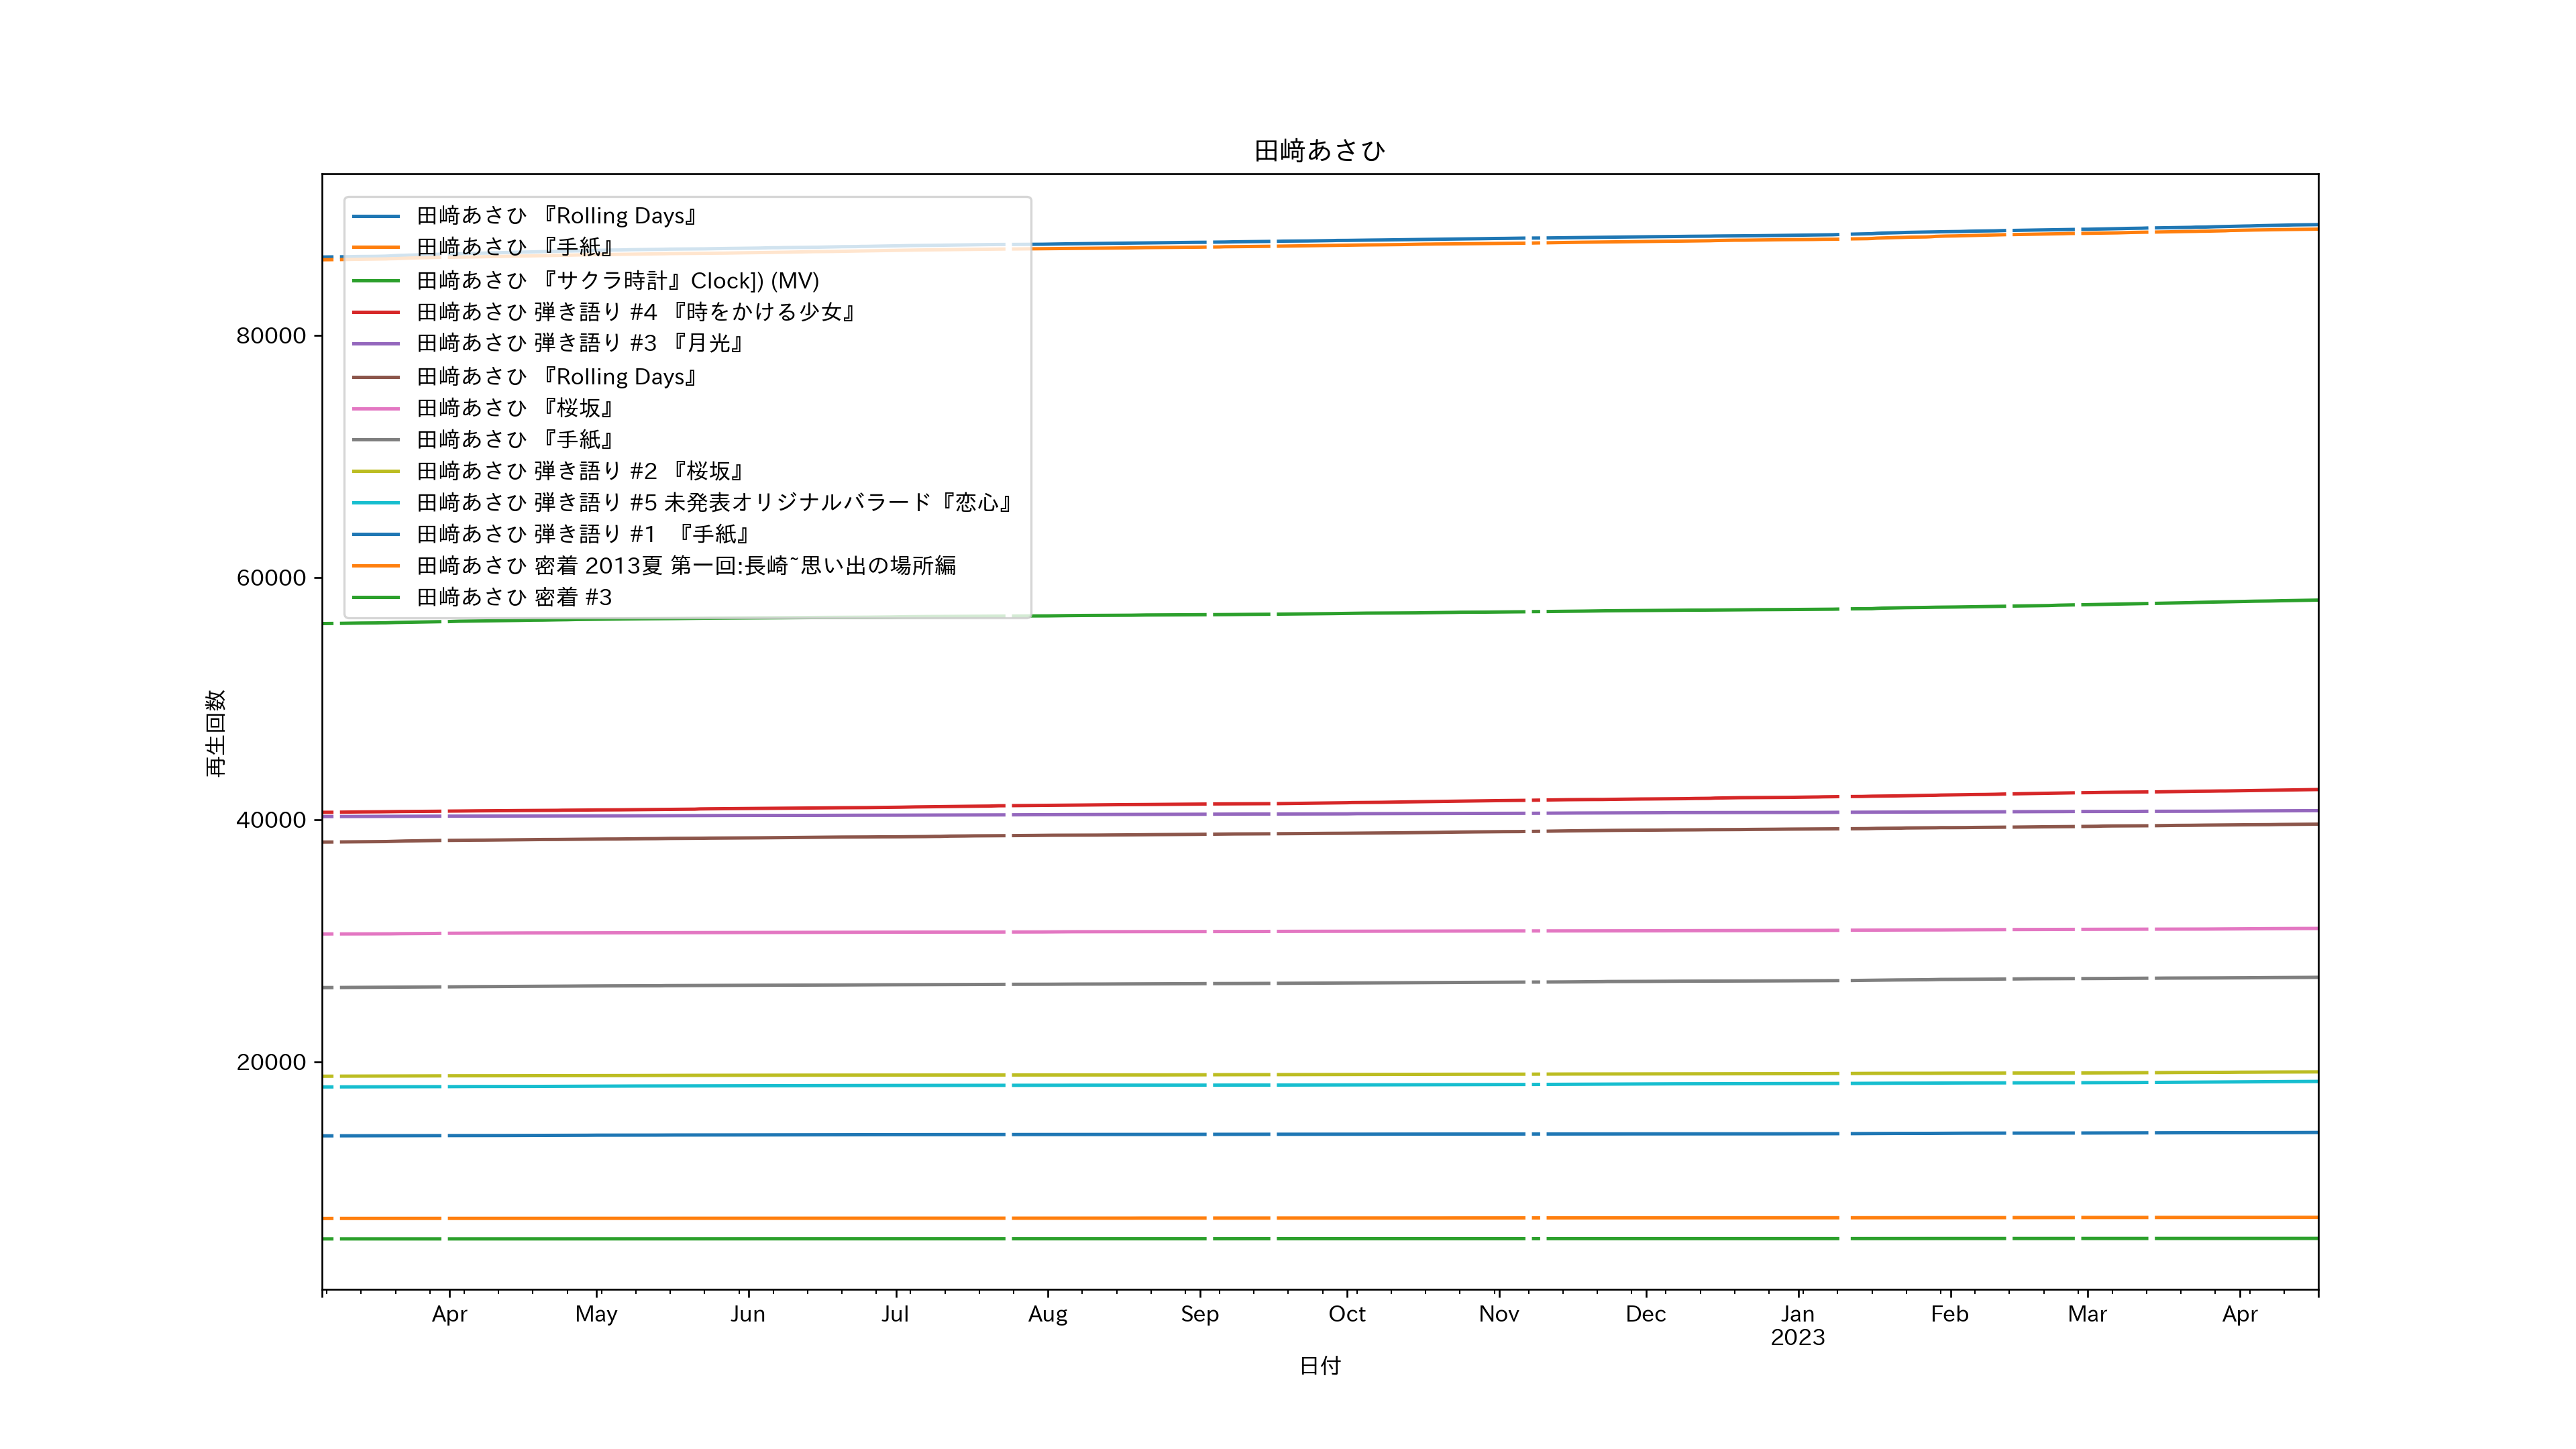 田﨑あさひ
田﨑あさひ 『Rolling Days』
田﨑あさひ 『手紙』
田﨑あさひ 『サクラ時計』Clock]) (MV)
田﨑あさひ 弾き語り #4 『時をかける少女』
田﨑あさひ 弾き語り #3 『月光』
田﨑あさひ 『Rolling Days』
田﨑あさひ 『桜坂』
田﨑あさひ 『手紙』
田﨑あさひ 弾き語り #2 『桜坂』
田﨑あさひ 弾き語り #5 未発表オリジナルバラード『恋心』
田﨑あさひ 弾き語り #1 『手紙』
田﨑あさひ 密着 2013夏 第一回:長崎~思い出の場所編
田﨑あさひ 密着 #3
80000
60000
40000
20000
再生回数
Apr May Jun Jul Aug Sep Oct Nov Dec Jan Feb Mar Apr
2023
日付